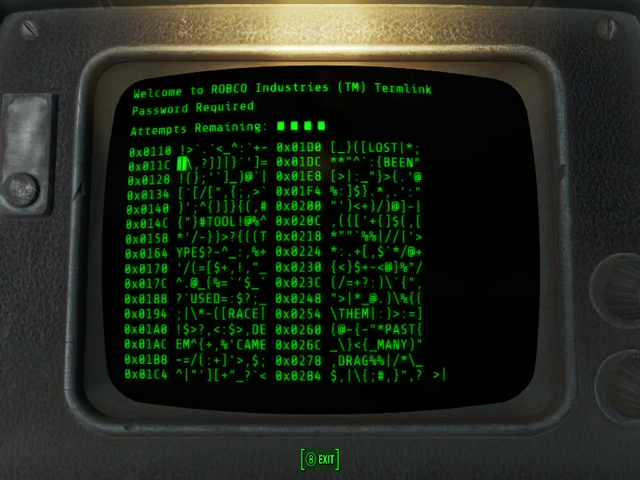 Welcome to ROBCO Industries (TM) Termlink
Password Required
Attempts Remaining:
0x0110 !>`.`<_^:`+- 0x01D0 [_}([LOST|*;
0x011C 0x01DC **"^`:{BEEN"
0x0128 0x01E8 [>|:_"}>(.'@
0x0134 0x01F4
0x0140 0x0200
0x014C {"}#TOOL!@%^ 0x020C
0x0158 *'/-})>?{((T 0x0218
0x0164 YPE$?-^_:,%+ 0x0224
0x0170 '/(=[$+,!,"_ 0x0230 {<}$+-<@}%"/
0x017C 0x023C
0x0188 ?`USED=:$?;_ 0x0248
0x0194 ;|\*-([RACE| 0x0254 \THEM|:)>:=]
0x01A0 !$>?,<:$>,DE 0x0260 (@-{-"*PAST{
0x01AC EM^{+,%'CAME 0x026C _\}<{_MANY)"
0x01B8 -=/(:+]'>,$; 0x0278 ,DRAG%%|/*\_
0x01C4 ^|"'][+"_?`< 0x0284 $,|\{;#,}",? >|
[(B) EXIT]